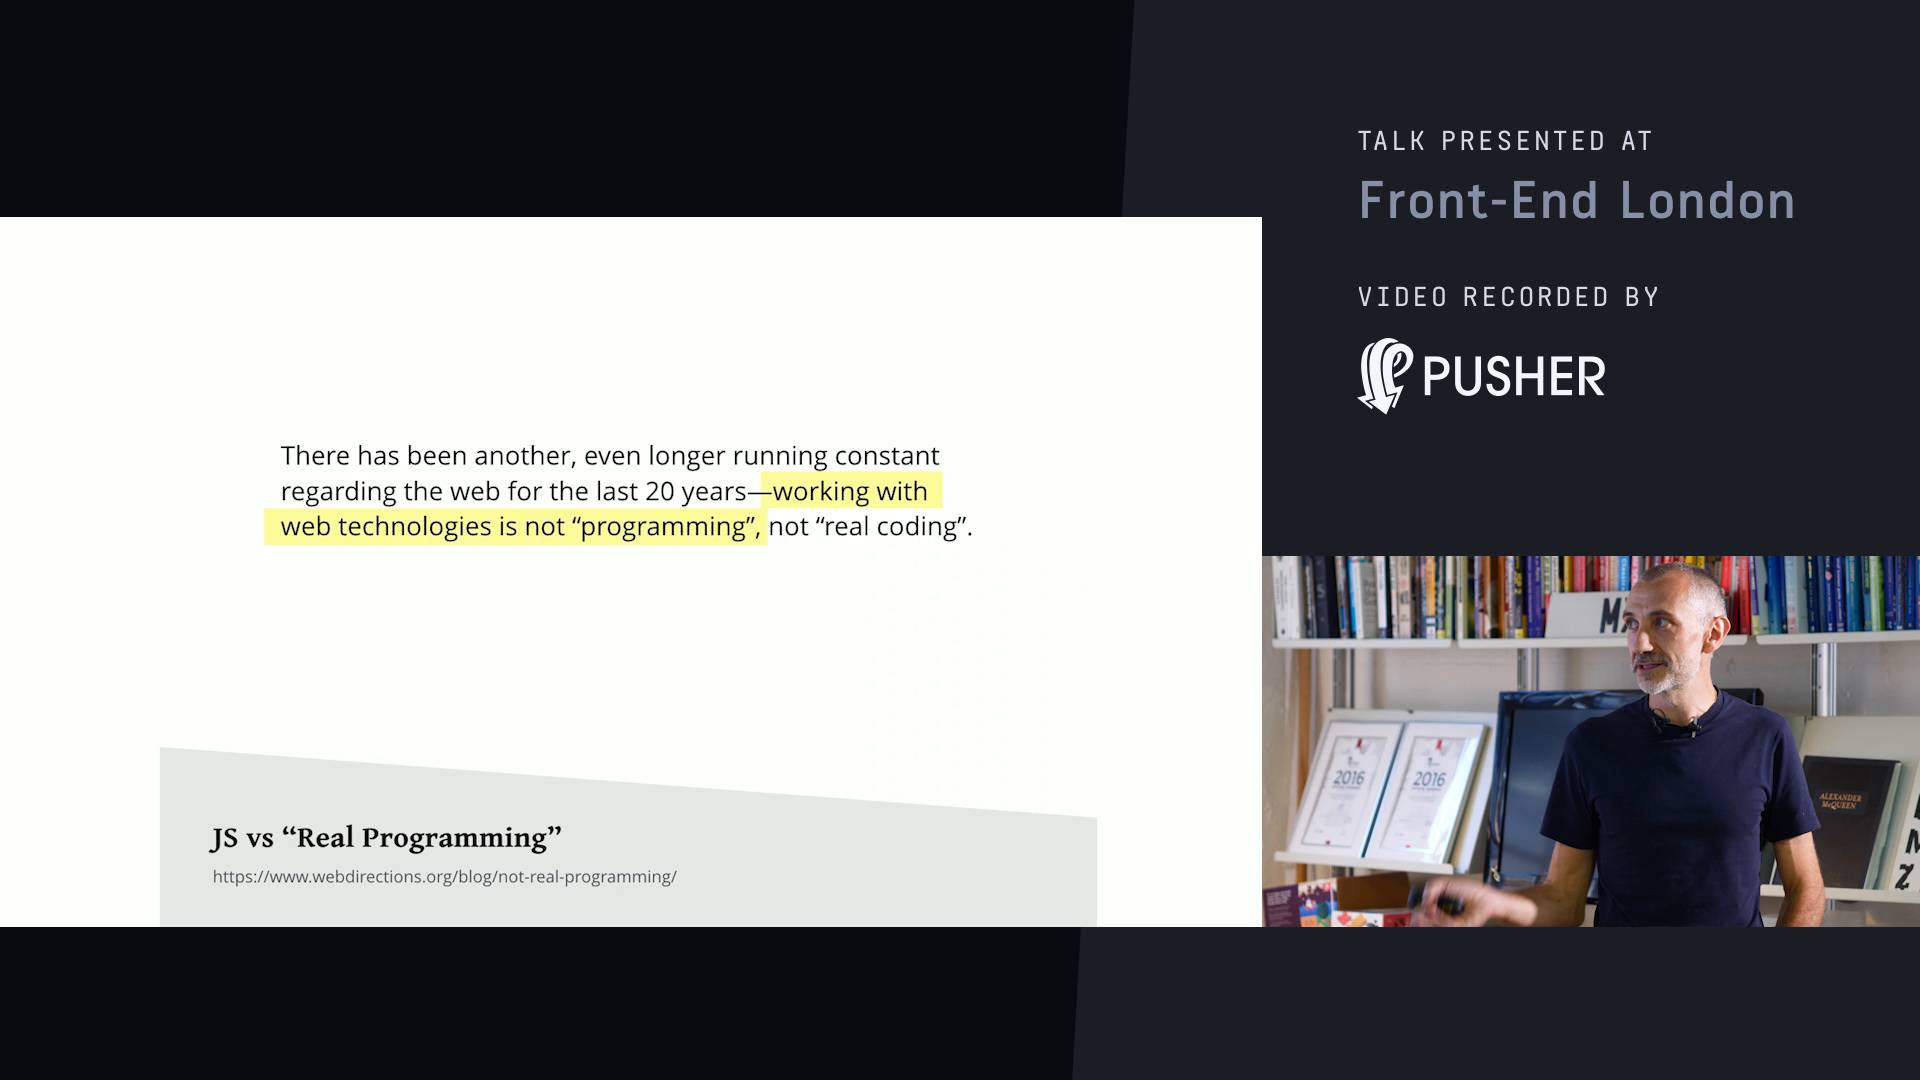 TALK PRESENTED AT
Front-End London
VIDEO RECORDED BY
PUSHER
There has been another, even longer running constant
regarding the web for the last 20 years—working with
web technologies is not “programming”, not “real coding”.
JS vs “Real Programming”
https://www.webdirections.org/blog/not-real-programming/
2016
2016
ALEXANDER
McQUEEN